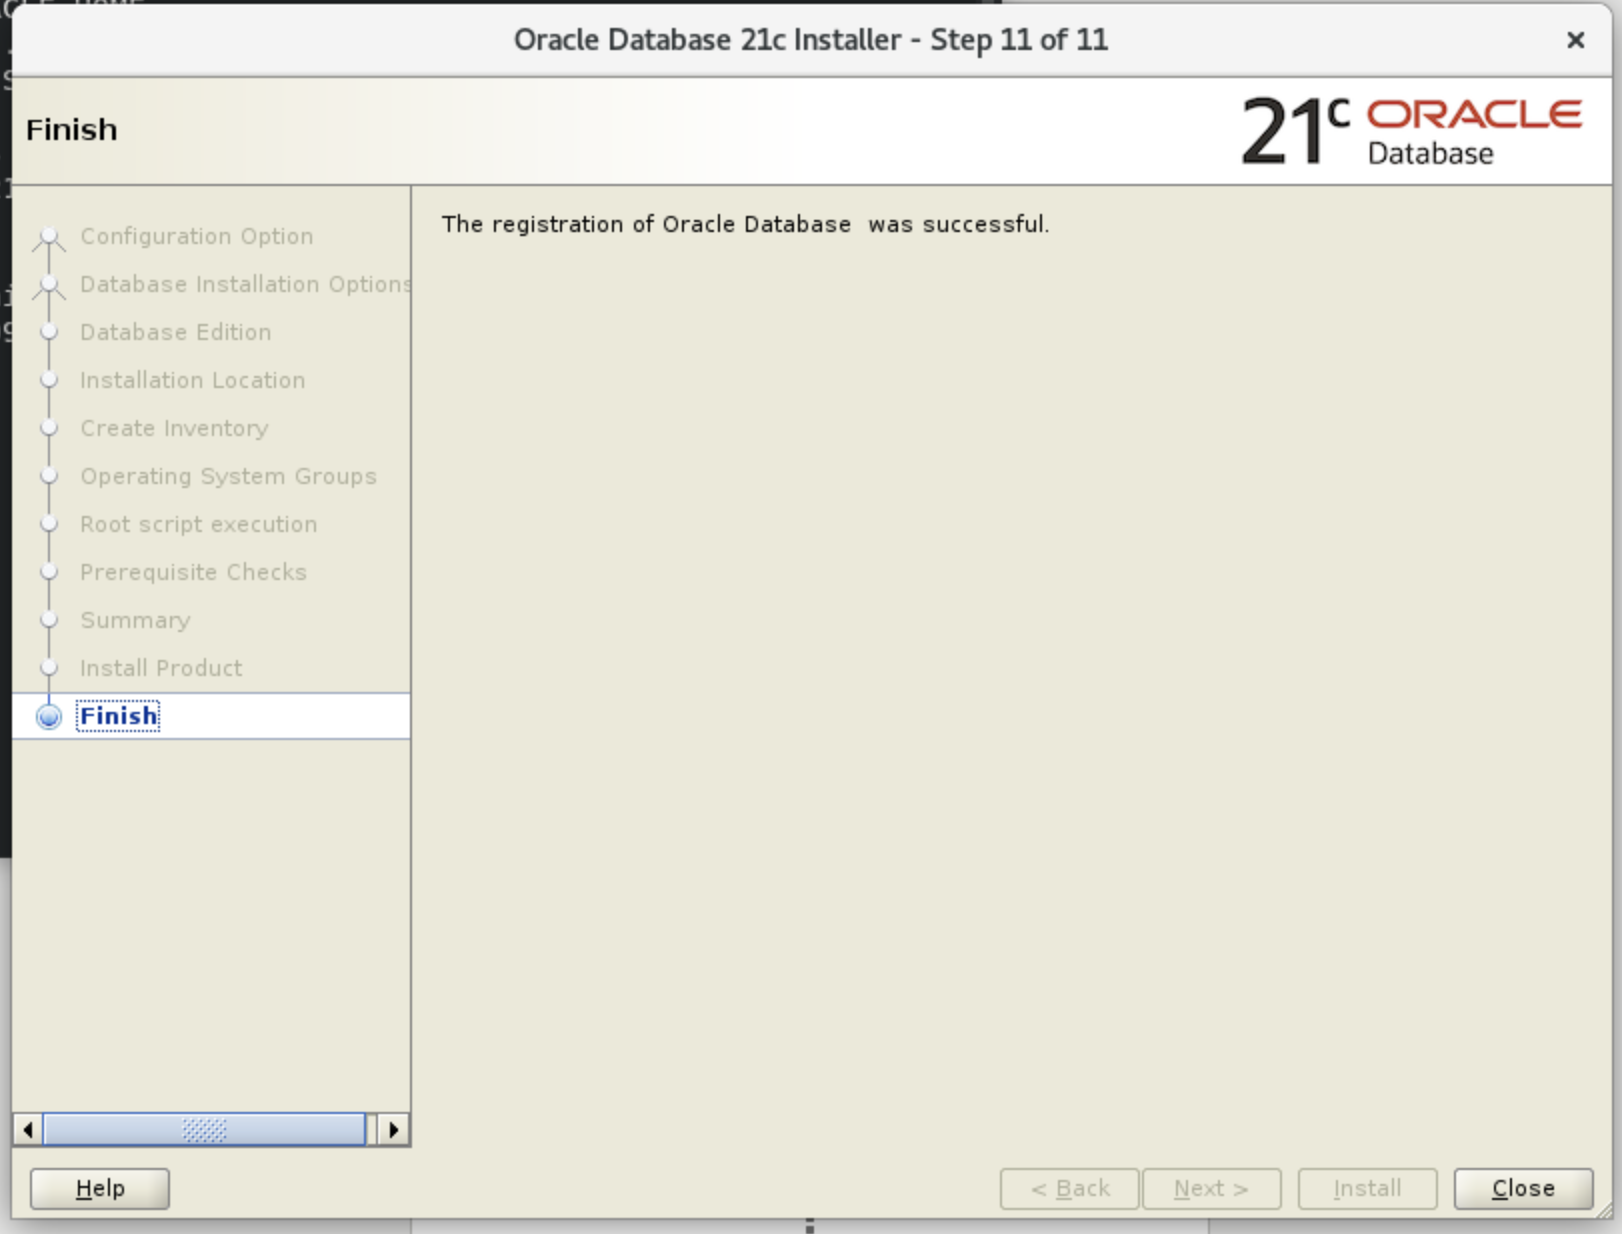 Oracle Database 21c Installer - Step 11 of 11
Finish
21c ORACLE
Database
Configuration Option
Database Installation Options
Database Edition
Installation Location
Create Inventory
Operating System Groups
Root script execution
Prerequisite Checks
Summary
Install Product
Finish
The registration of Oracle Database  was successful.
Help
< Back
Next >
Install
Close